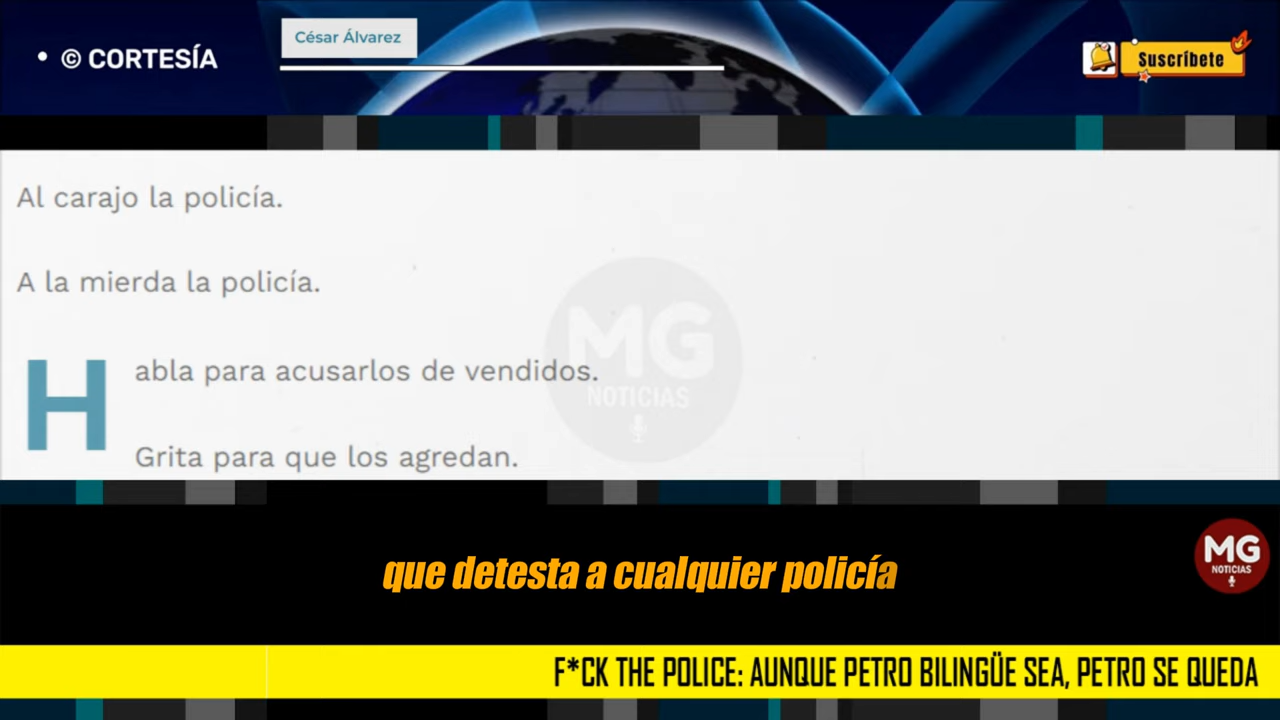 • © CORTESÍA
César Álvarez
Suscríbete
Al carajo la policía.
A la mierda la policía.
Habla para acusarlos de vendidos.
Grita para que los agredan.
MG
NOTICIAS
que detesta a cualquier policía
MG
NOTICIAS
F*CK THE POLICE: AUNQUE PETRO BILINGÜE SEA, PETRO SE QUEDA